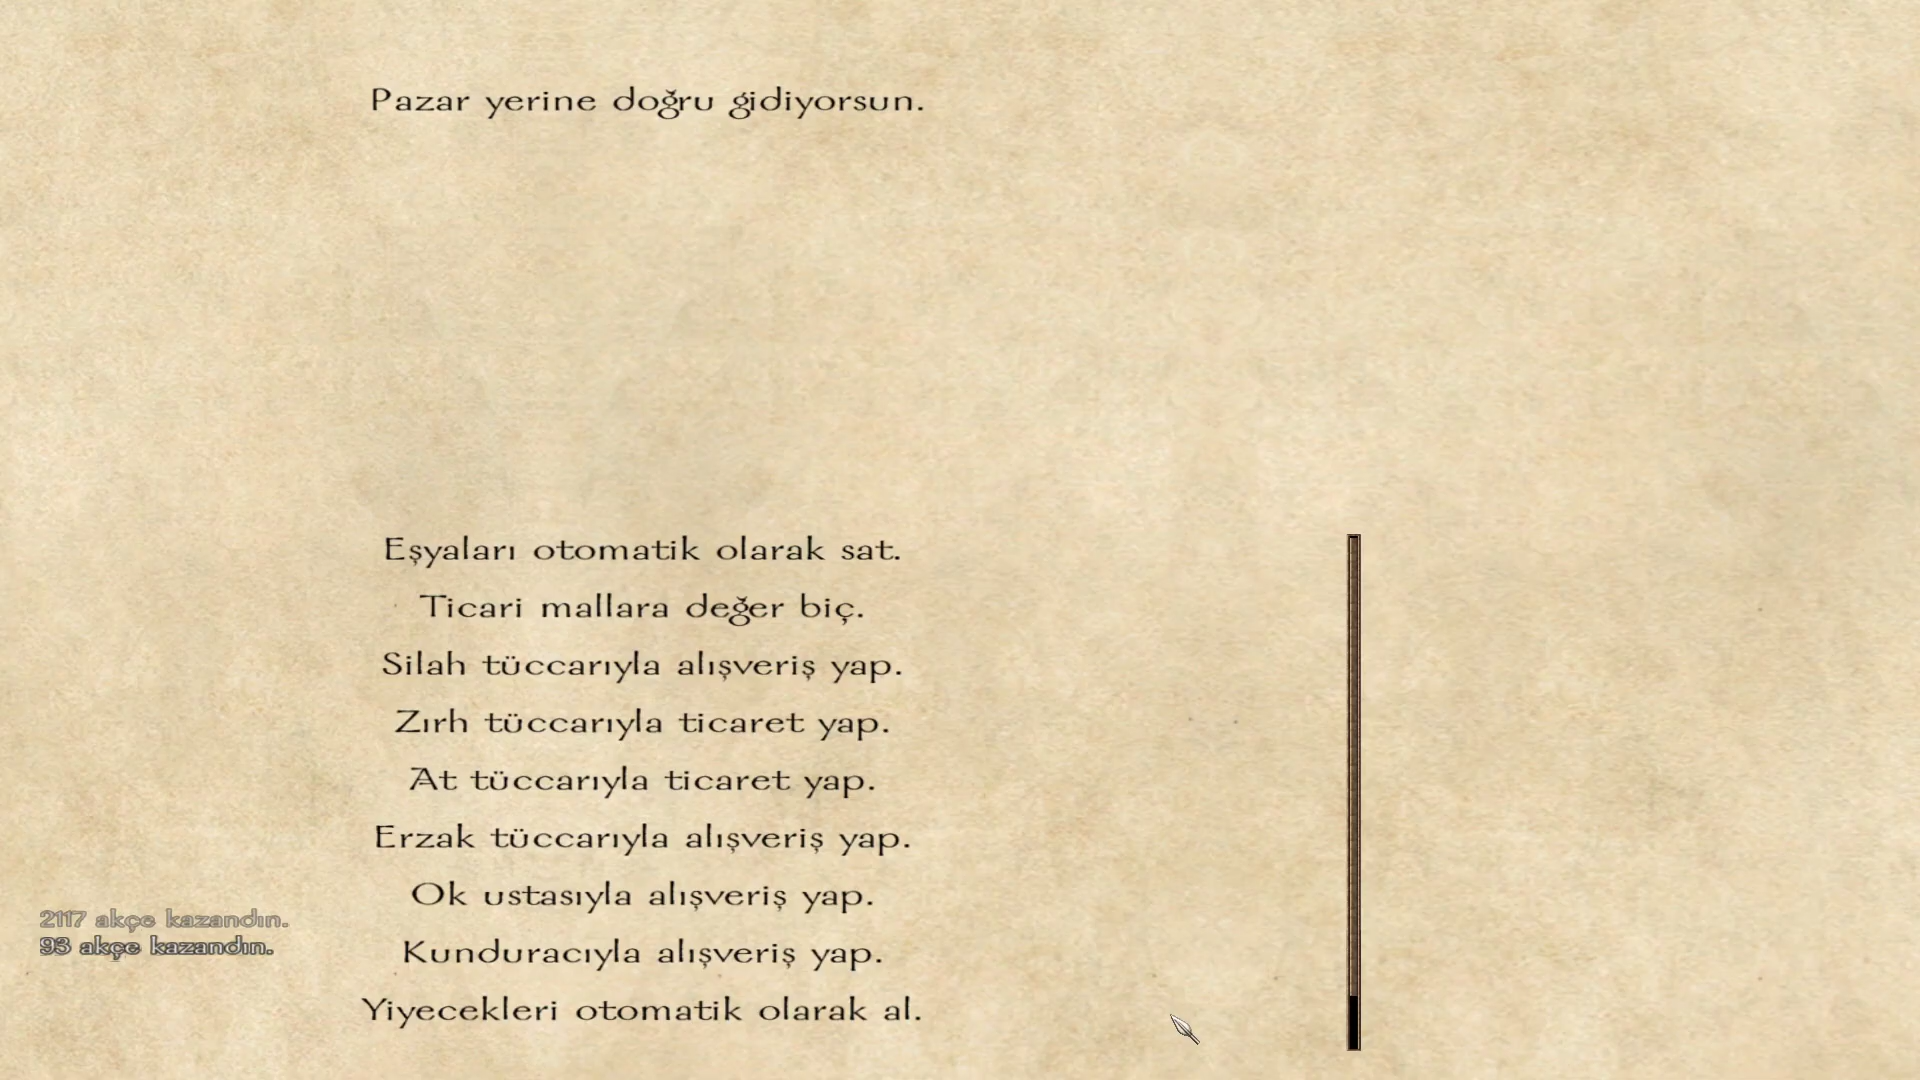 Pazar yerine doğru gidiyorsun.
Eşyaları otomatik olarak sat.
Ticari mallara değer biç.
Silah tüccarıyla alışveriş yap.
Zırh tüccarıyla ticaret yap.
At tüccarıyla ticaret yap.
Erzak tüccarıyla alışveriş yap.
Ok ustasıyla alışveriş yap.
Kunduracıyla alışveriş yap.
Yiyecekleri otomatik olarak al.
2117 akçe kazandın.
93 akçe kazandın.